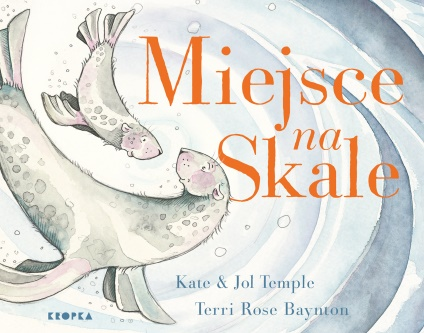 Miejsce
na
Skale
Kate & Jol Temple
Terri Rose Baynton
KROPKA